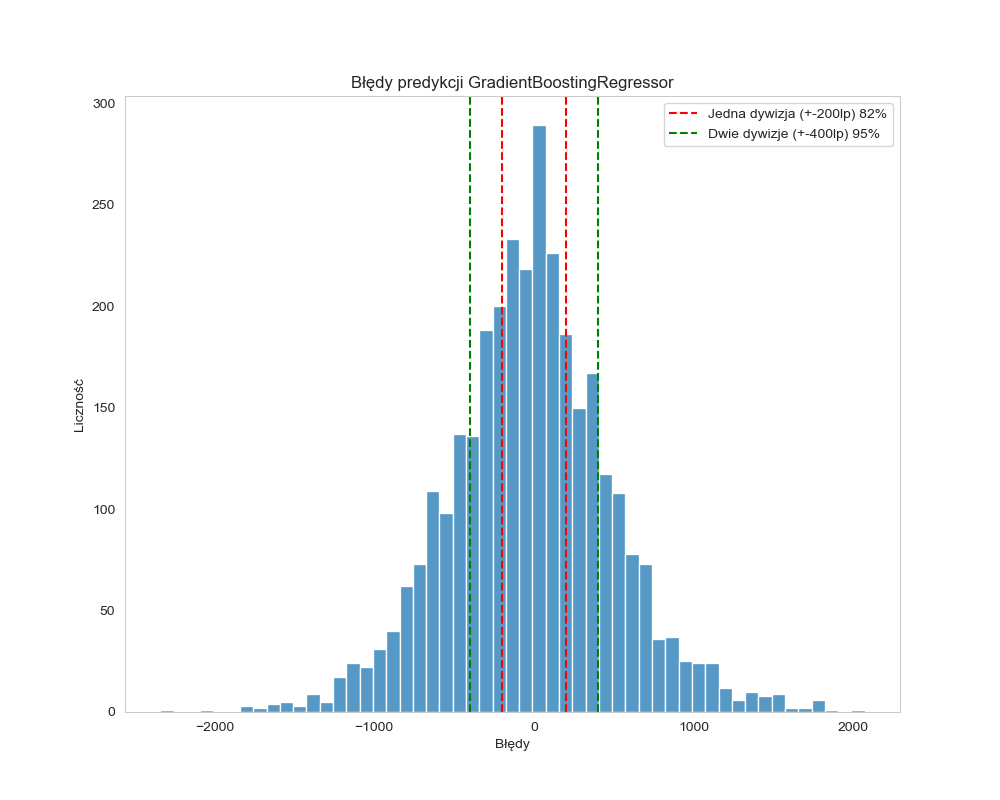 Błędy predykcji GradientBoostingRegressor
Jedna dywizja (+-200lp) 82%
Dwie dywizje (+-400lp) 95%
300
250
200
150
100
50
0
Liczność
−2000
−1000
0
1000
2000
Błędy